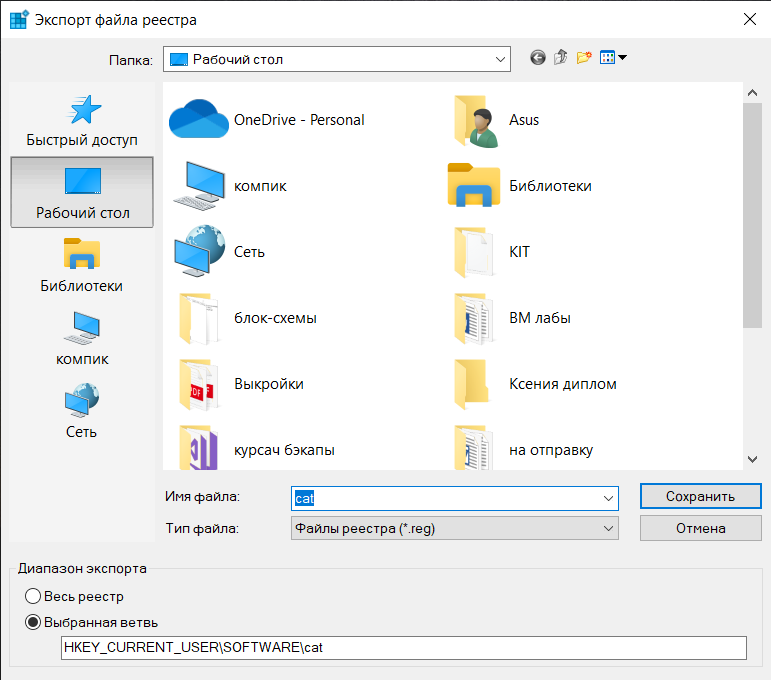 Экспорт файла реестра
Папка: Рабочий стол
Быстрый доступ
Рабочий стол
Библиотеки
компик
Сеть
OneDrive - Personal
Asus
компик
Библиотеки
Сеть
KIT
блок-схемы
ВМ лабы
Выкройки
PDF
Ксения диплом
курсач бэкапы
на отправку
Имя файла: cat
Сохранить
Тип файла: Файлы реестра (*.reg)
Отмена
Диапазон экспорта
Весь реестр
Выбранная ветвь
HKEY_CURRENT_USER\SOFTWARE\cat